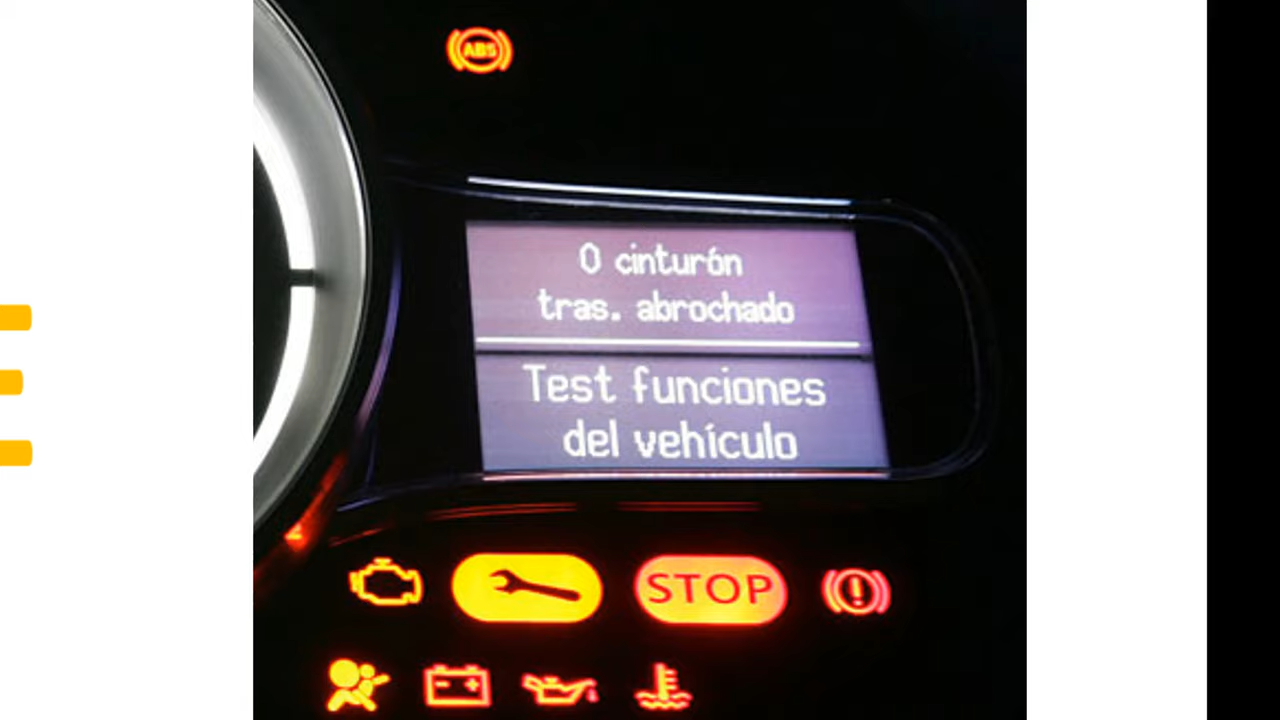 ABS
0 cinturón
tras. abrochado
Test funciones
del vehículo
STOP